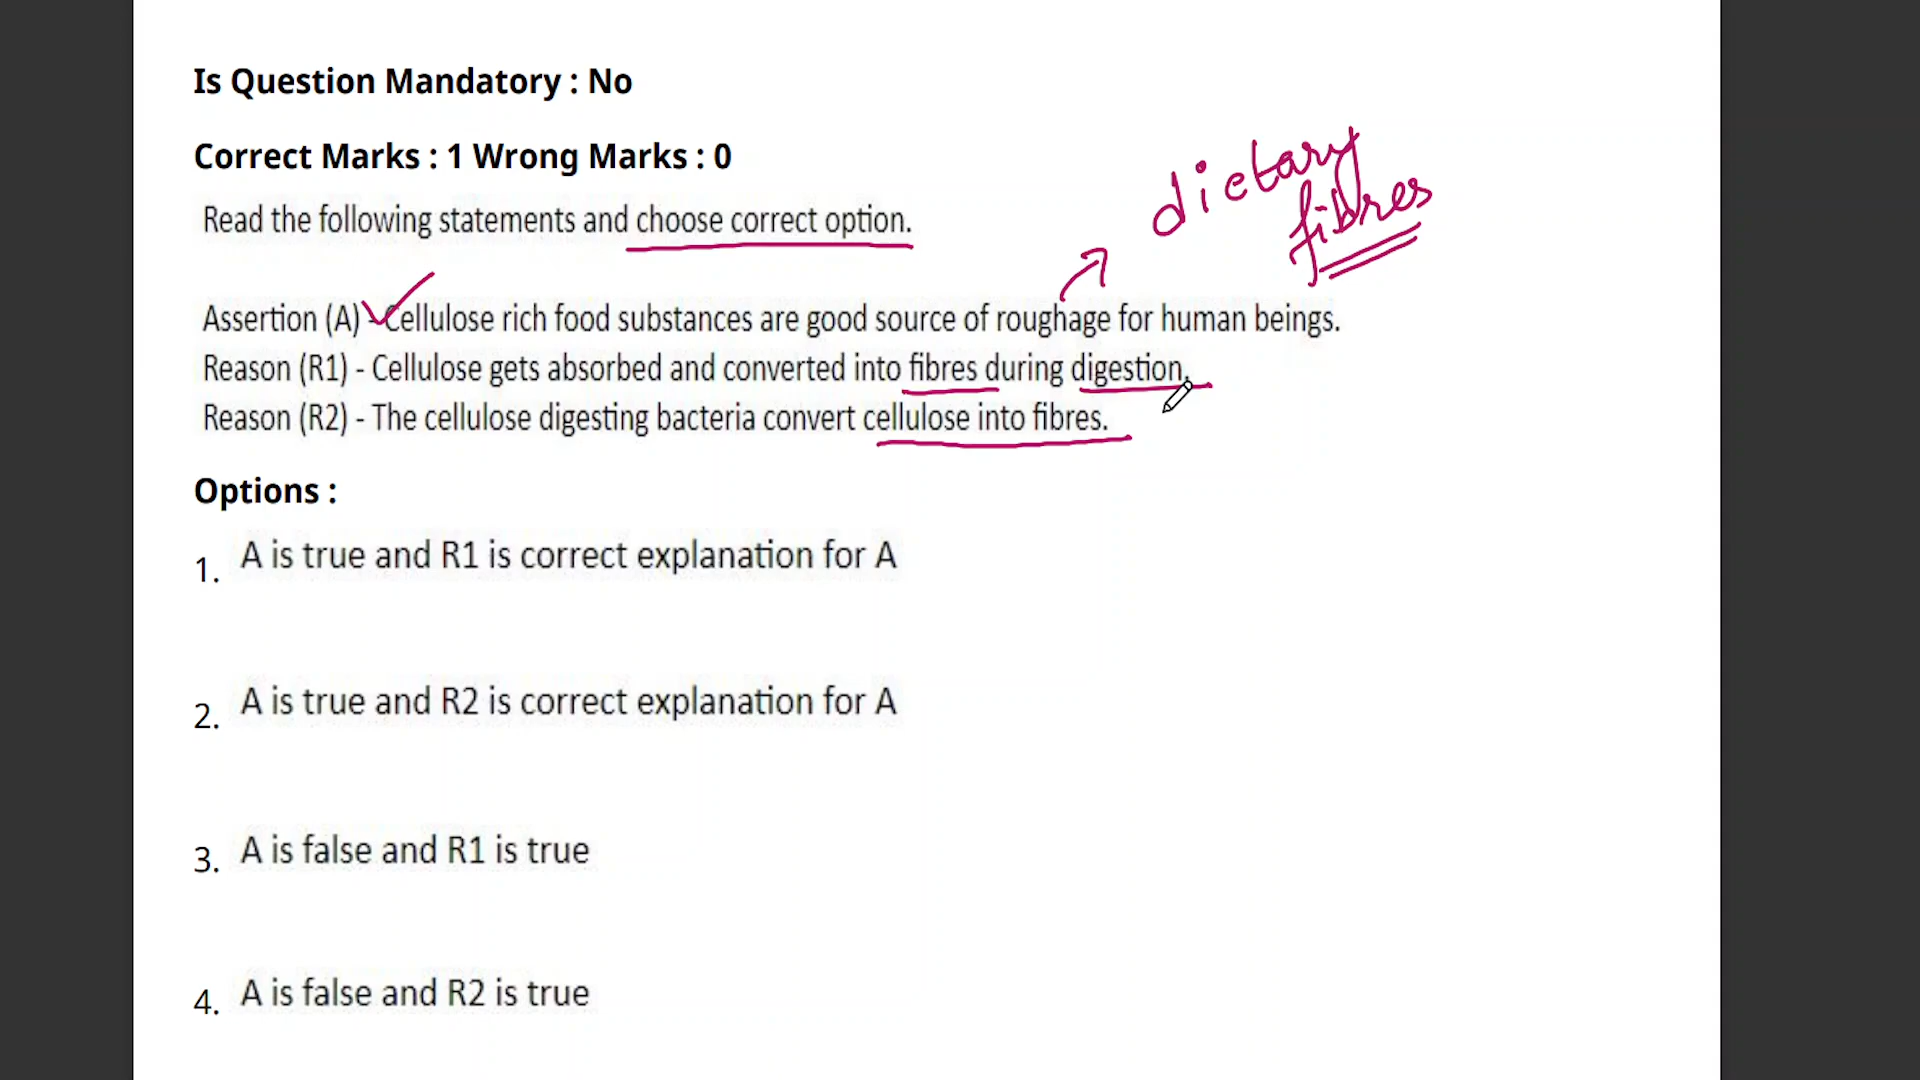 Is Question Mandatory : No
Correct Marks : 1 Wrong Marks : 0
dietary
fibres
Read the following statements and choose correct option.
Assertion (A) - Cellulose rich food substances are good source of roughage for human beings.
Reason (R1) - Cellulose gets absorbed and converted into fibres during digestion.
Reason (R2) - The cellulose digesting bacteria convert cellulose into fibres.
Options :
1. A is true and R1 is correct explanation for A
2. A is true and R2 is correct explanation for A
3. A is false and R1 is true
4. A is false and R2 is true